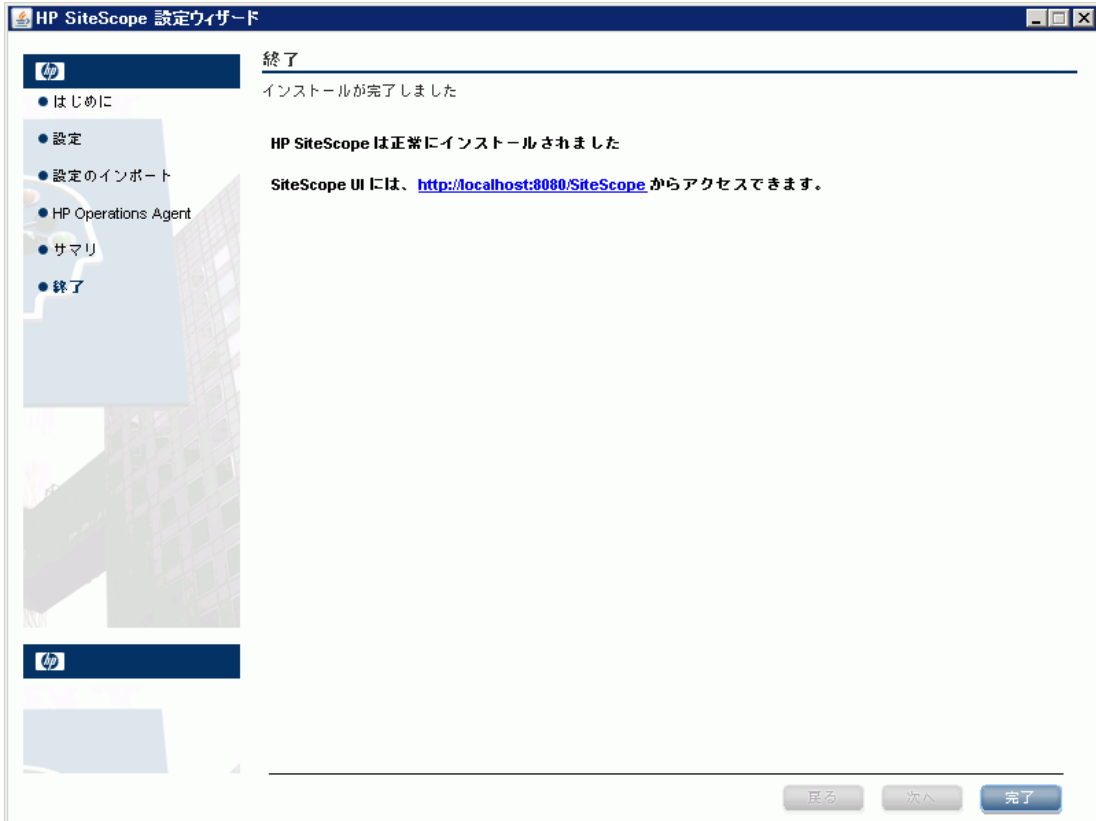 HP SiteScope 設定ウィザード
はじめに
設定
設定のインポート
HP Operations Agent
サマリ
終了
終了
インストールが完了しました
HP SiteScope は正常にインストールされました
SiteScope UI には、http://localhost:8080/SiteScope からアクセスできます。
戻る
次へ
完了